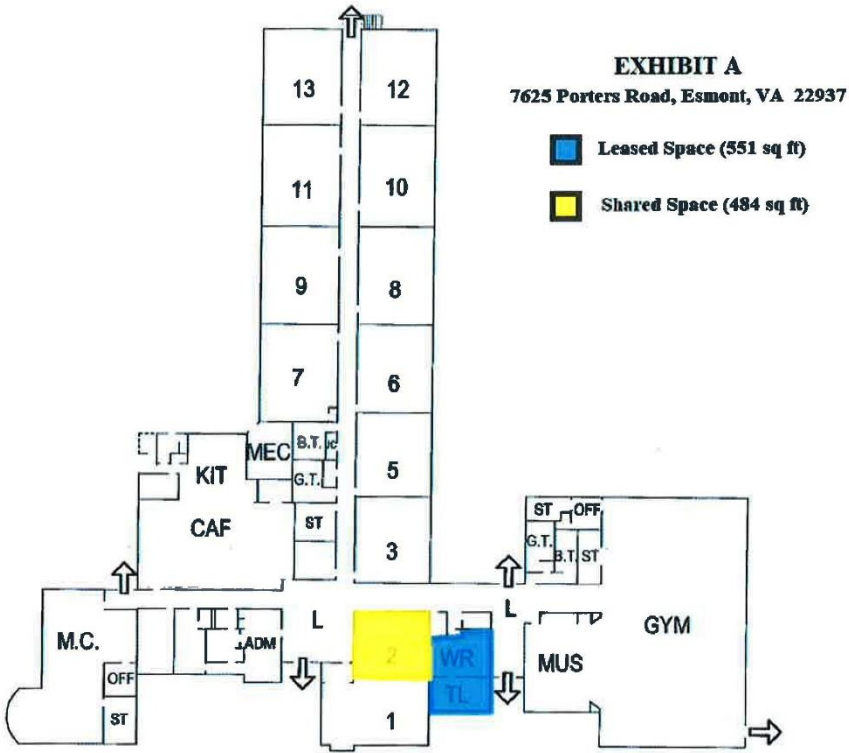 EXHIBIT A
7625 Porters Road, Esmont, VA 22937
Leased Space (551 sq ft)
Shared Space (484 sq ft)
13 12
11 10
9 8
7 6
B.T. JC
MEC
KIT
G.T.
5
CAF
ST
3
ST OFF
G.T.
B.T. ST
L
L
GYM
M.C.
ADM
2
WR
MUS
OFF
TL
ST
1